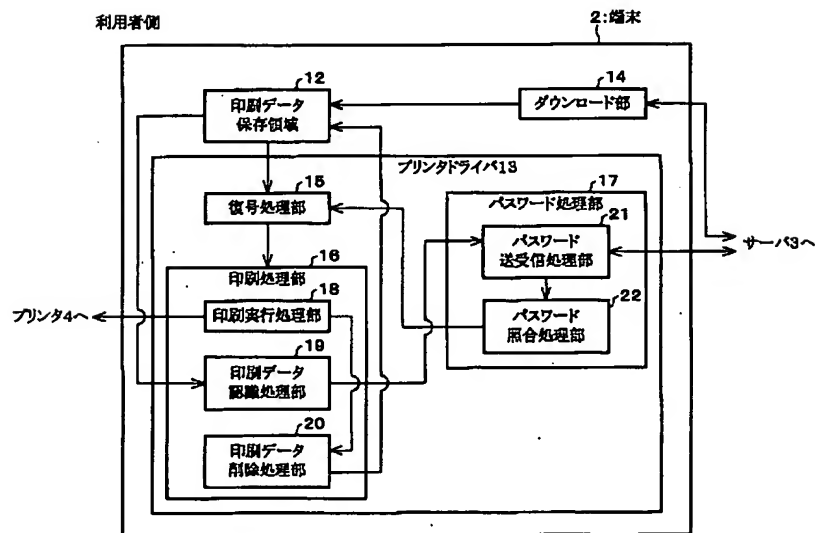 利用者側
2:端末
12
印刷データ
保存領域
14
ダウンロード部
プリンタドライバ13
15
復号処理部
17
パスワード処理部
21
パスワード
送受信処理部
サーバ3へ
16
印刷処理部
18
印刷実行処理部
プリンタ4へ
22
パスワード
照合処理部
19
印刷データ
認識処理部
20
印刷データ
削除処理部